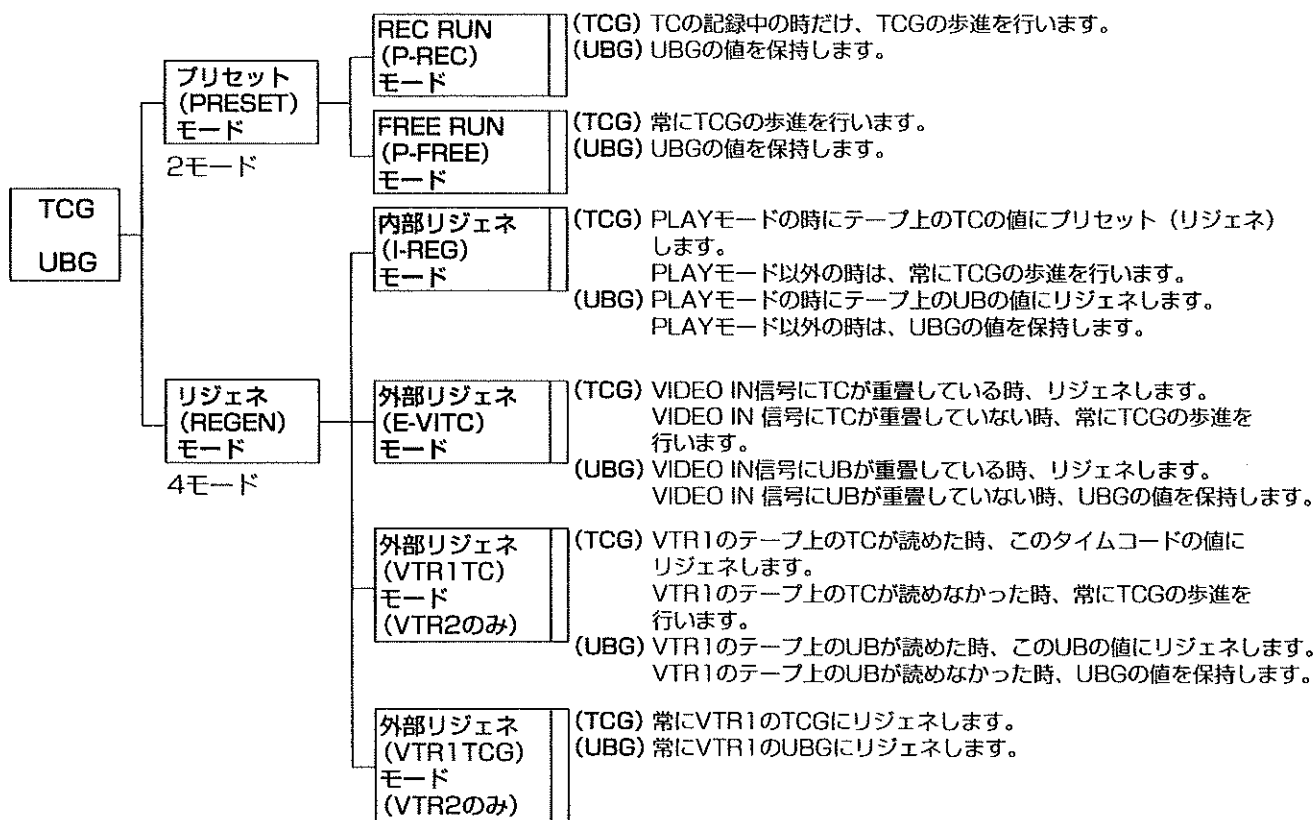 TCG
UBG
プリセット
(PRESET)
モード
2モード
REC RUN
(P-REC)
モード
(TCG) TCの記録中の時だけ、TCGの歩進を行います。
(UBG) UBGの値を保持します。
FREE RUN
(P-FREE)
モード
(TCG) 常にTCGの歩進を行います。
(UBG) UBGの値を保持します。
リジェネ
(REGEN)
モード
4モード
内部リジェネ
(I-REG)
モード
(TCG) PLAYモードの時にテープ上のTCの値にプリセット（リジェネ）
します。
PLAYモード以外の時は、常にTCGの歩進を行います。
(UBG) PLAYモードの時にテープ上のUBの値にリジェネします。
PLAYモード以外の時は、UBGの値を保持します。
外部リジェネ
(E-VITC)
モード
(TCG) VIDEO IN信号にTCが重畳している時、リジェネします。
VIDEO IN 信号にTCが重畳していない時、常にTCGの歩進を
行います。
(UBG) VIDEO IN信号にUBが重畳している時、リジェネします。
VIDEO IN 信号にUBが重畳していない時、UBGの値を保持します。
外部リジェネ
(VTR1TC)
モード
(VTR2のみ)
(TCG) VTR1のテープ上のTCが読めた時、このタイムコードの値に
リジェネします。
VTR1のテープ上のTCが読めなかった時、常にTCGの歩進を
行います。
(UBG) VTR1のテープ上のUBが読めた時、このUBの値にリジェネします。
VTR1のテープ上のUBが読めなかった時、UBGの値を保持します。
外部リジェネ
(VTR1TCG)
モード
(VTR2のみ)
(TCG) 常にVTR1のTCGにリジェネします。
(UBG) 常にVTR1のUBGにリジェネします。